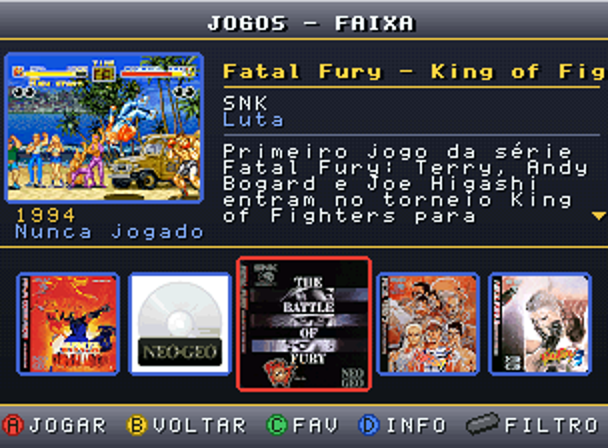 JOGOS - FAIXA
Fatal Fury - King of Fig
SNK
Luta
Primeiro jogo da série
Fatal Fury: Terry, Andy
Bogard e Joe Higashi
entram no torneio King
of Fighters para
1994
Nunca jogado
NEO•GEO
SNK
THE
BATTLE
OF
FURY
NEO
GEO
A JOGAR B VOLTAR C FAV D INFO FILTRO